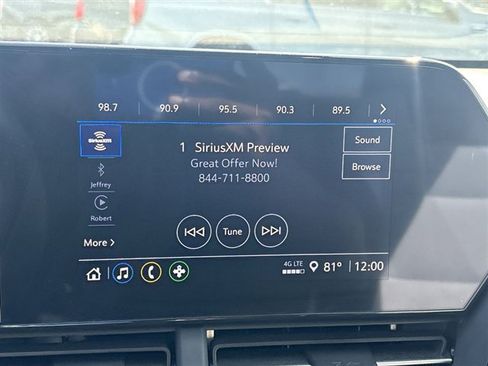 98.7 90.9 95.5 90.3 89.5
SiriusXM
1 SiriusXM Preview
Sound
Great Offer Now!
Browse
844-711-8800
Jeffrey
Robert
Tune
More
4G LTE
81° 12:00